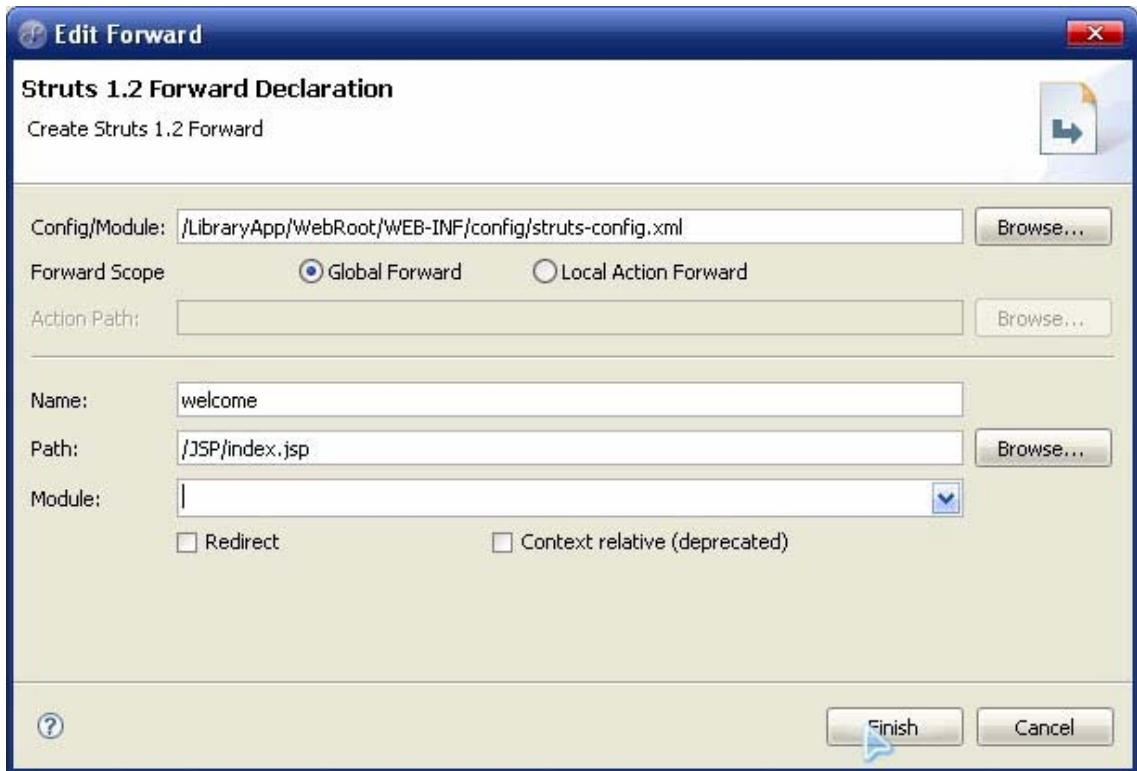 Edit Forward
Struts 1.2 Forward Declaration
Create Struts 1.2 Forward
Config/Module: /LibraryApp/WebRoot/WEB-INF/config/struts-config.xml Browse...
Forward Scope Global Forward Local Action Forward
Action Path: Browse...
Name: welcome
Path: /JSP/index.jsp Browse...
Module:
Redirect Context relative (deprecated)
? Finish Cancel